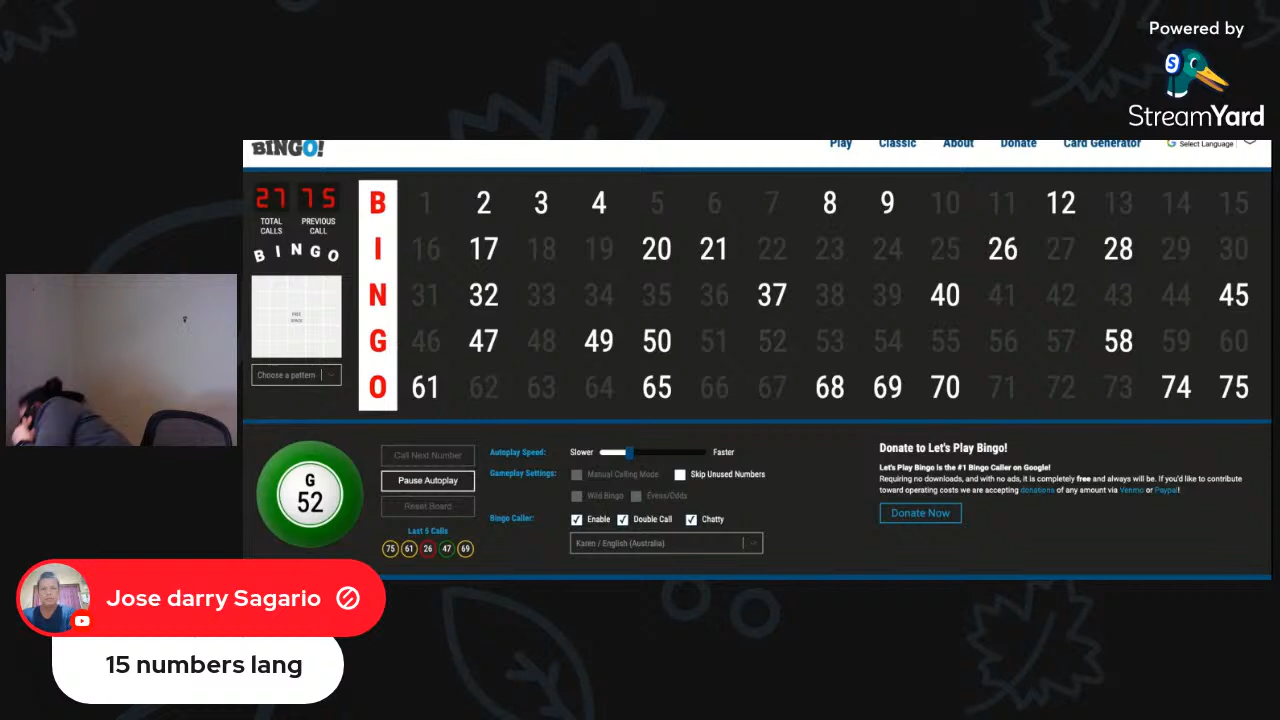 Powered by
StreamYard
BINGO!
Play Classic About Donate Card Generator Select Language
27 75
TOTAL CALLS PREVIOUS CALL
BINGO
FREE SPACE
Choose a pattern
B 1 2 3 4 5 6 7 8 9 10 11 12 13 14 15
I 16 17 18 19 20 21 22 23 24 25 26 27 28 29 30
N 31 32 33 34 35 36 37 38 39 40 41 42 43 44 45
G 46 47 48 49 50 51 52 53 54 55 56 57 58 59 60
O 61 62 63 64 65 66 67 68 69 70 71 72 73 74 75
G
52
Call Next Number
Pause Autoplay
Reset Board
Last 5 Calls
75 61 26 47 69
Autoplay Speed: Slower Faster
Gameplay Settings: Manual Calling Mode Skip Unused Numbers
Wild Bingo Evens/Odds
Bingo Caller: Enable Double Call Chatty
Karen / English (Australia)
Donate to Let's Play Bingo!
Let's Play Bingo is the #1 Bingo Caller on Google!
Requiring no downloads, and with no ads, it is completely free and always will be. If you'd like to contribute
toward operating costs we are accepting donations of any amount via Venmo or Paypal!
Donate Now
Jose darry Sagario
15 numbers lang